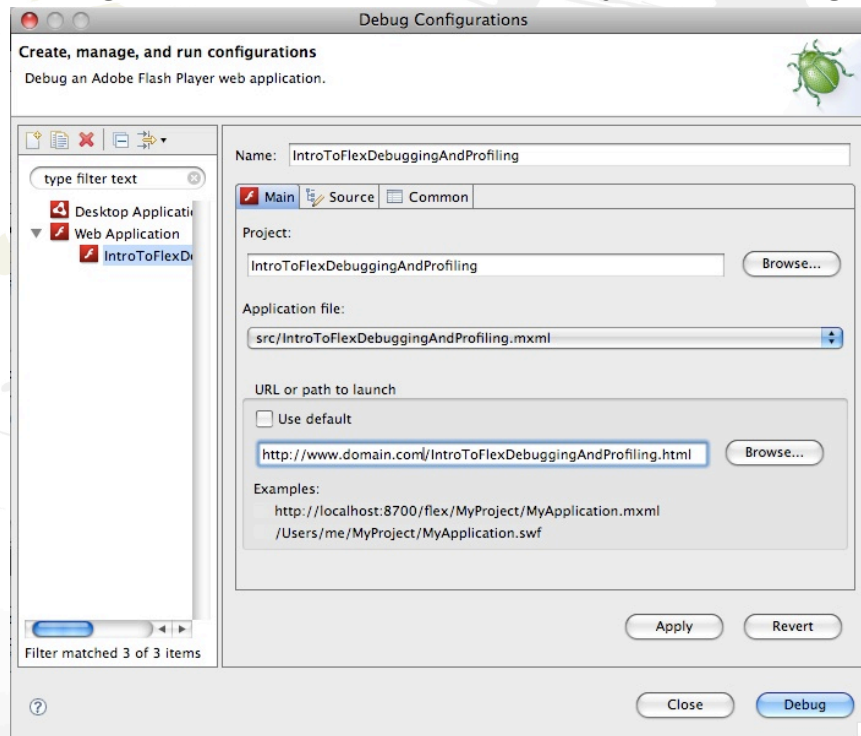 Debug Configurations
Create, manage, and run configurations
Debug an Adobe Flash Player web application.
type filter text
Desktop Applicati
Web Application
IntroToFlexD
Filter matched 3 of 3 items
Name: IntroToFlexDebuggingAndProfiling
Main Source Common
Project:
IntroToFlexDebuggingAndProfiling Browse...
Application file:
src/IntroToFlexDebuggingAndProfiling.mxml
URL or path to launch
Use default
http://www.domain.com/IntroToFlexDebuggingAndProfiling.html Browse...
Examples:
http://localhost:8700/flex/MyProject/MyApplication.mxml
/Users/me/MyProject/MyApplication.swf
Apply Revert
? Close Debug